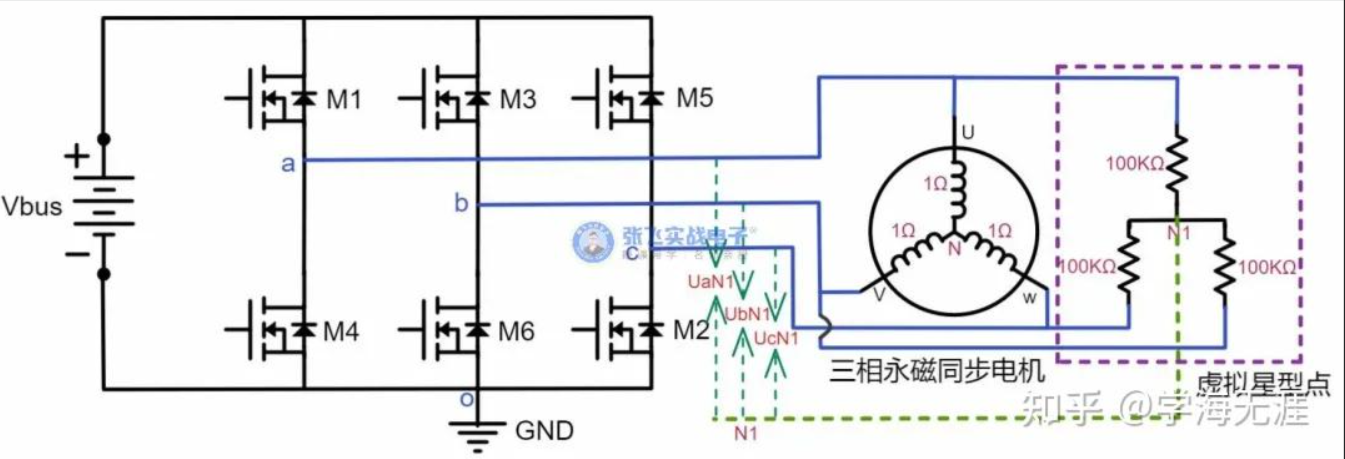 M1
M3
M5
U
a
100KΩ
+
Vbus
−
1Ω
b
张飞实战电子
c
1Ω
1Ω
N
N1
UaN1
V
w
100KΩ
100KΩ
UbN1
UcN1
M4
M6
M2
三相永磁同步电机
虚拟星型点
o
GND
N1
知乎 @学海无涯